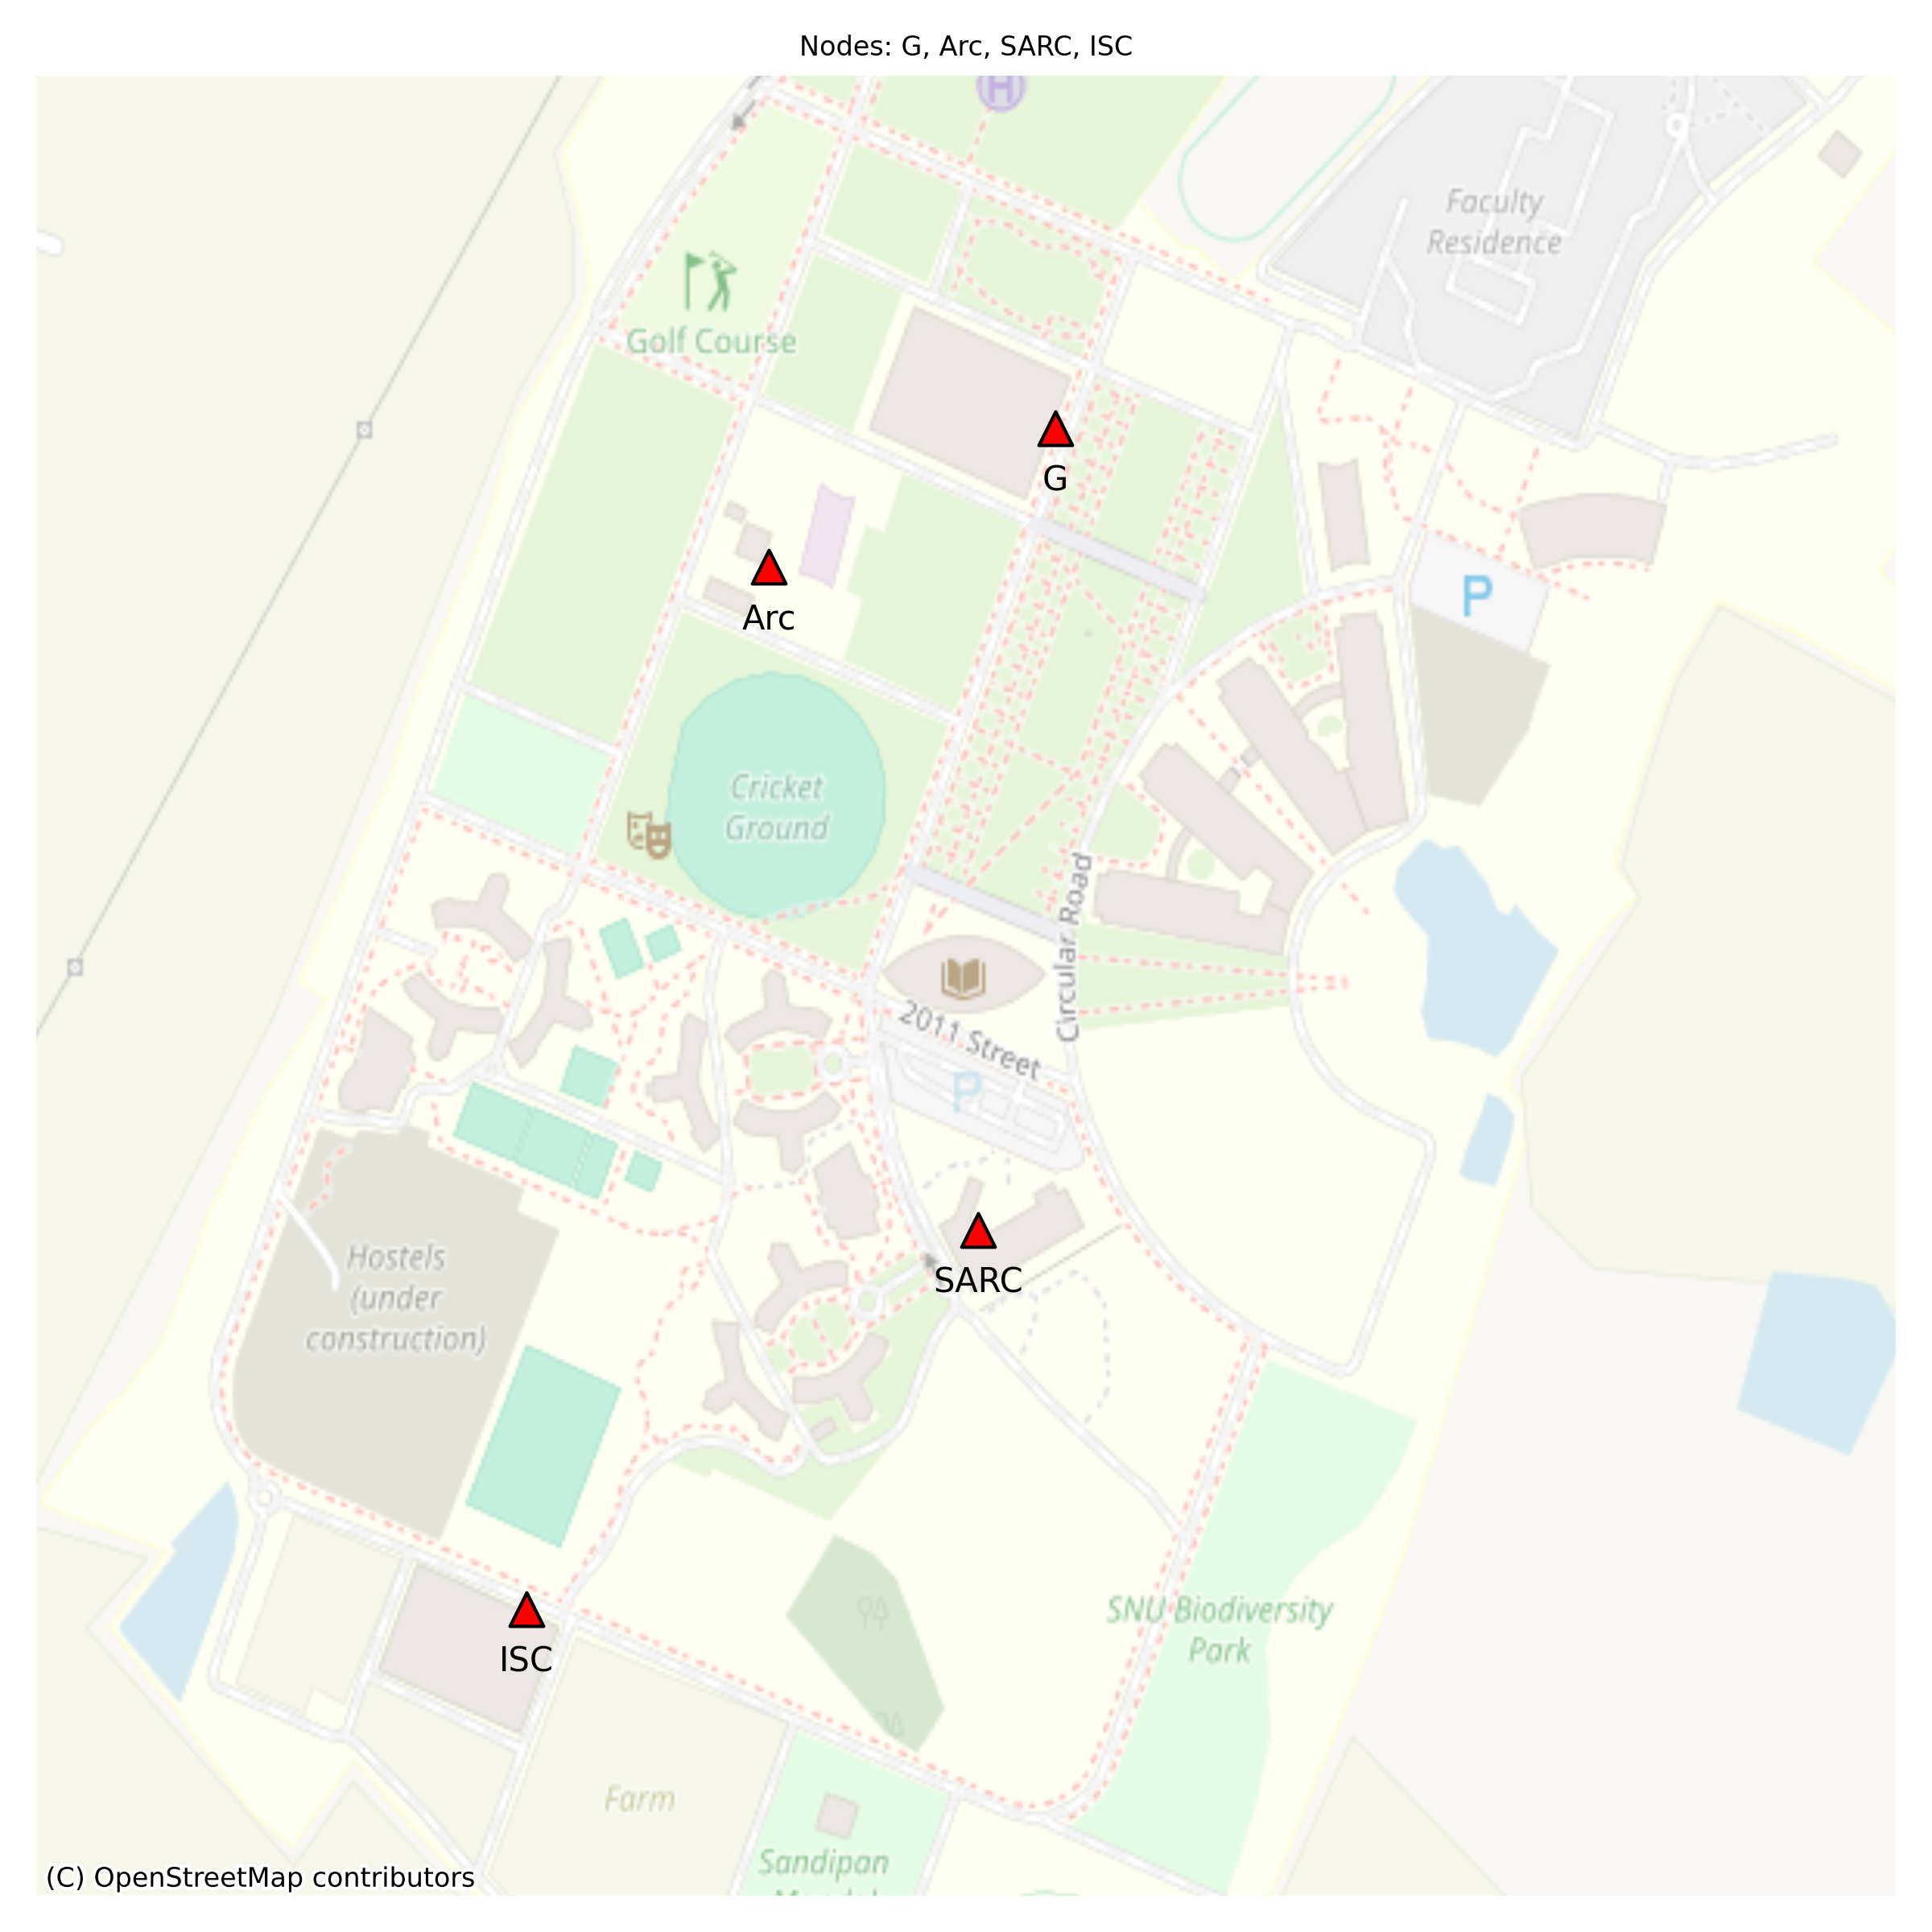 Nodes: G, Arc, SARC, ISC
H
Faculty
Residence
Golf Course
G
Arc
P
Cricket
Ground
Circular Road
2011 Street
P
SARC
Hostels
(under
construction)
ISC
SNU Biodiversity
Park
Farm
Sandipan
(C) OpenStreetMap contributors